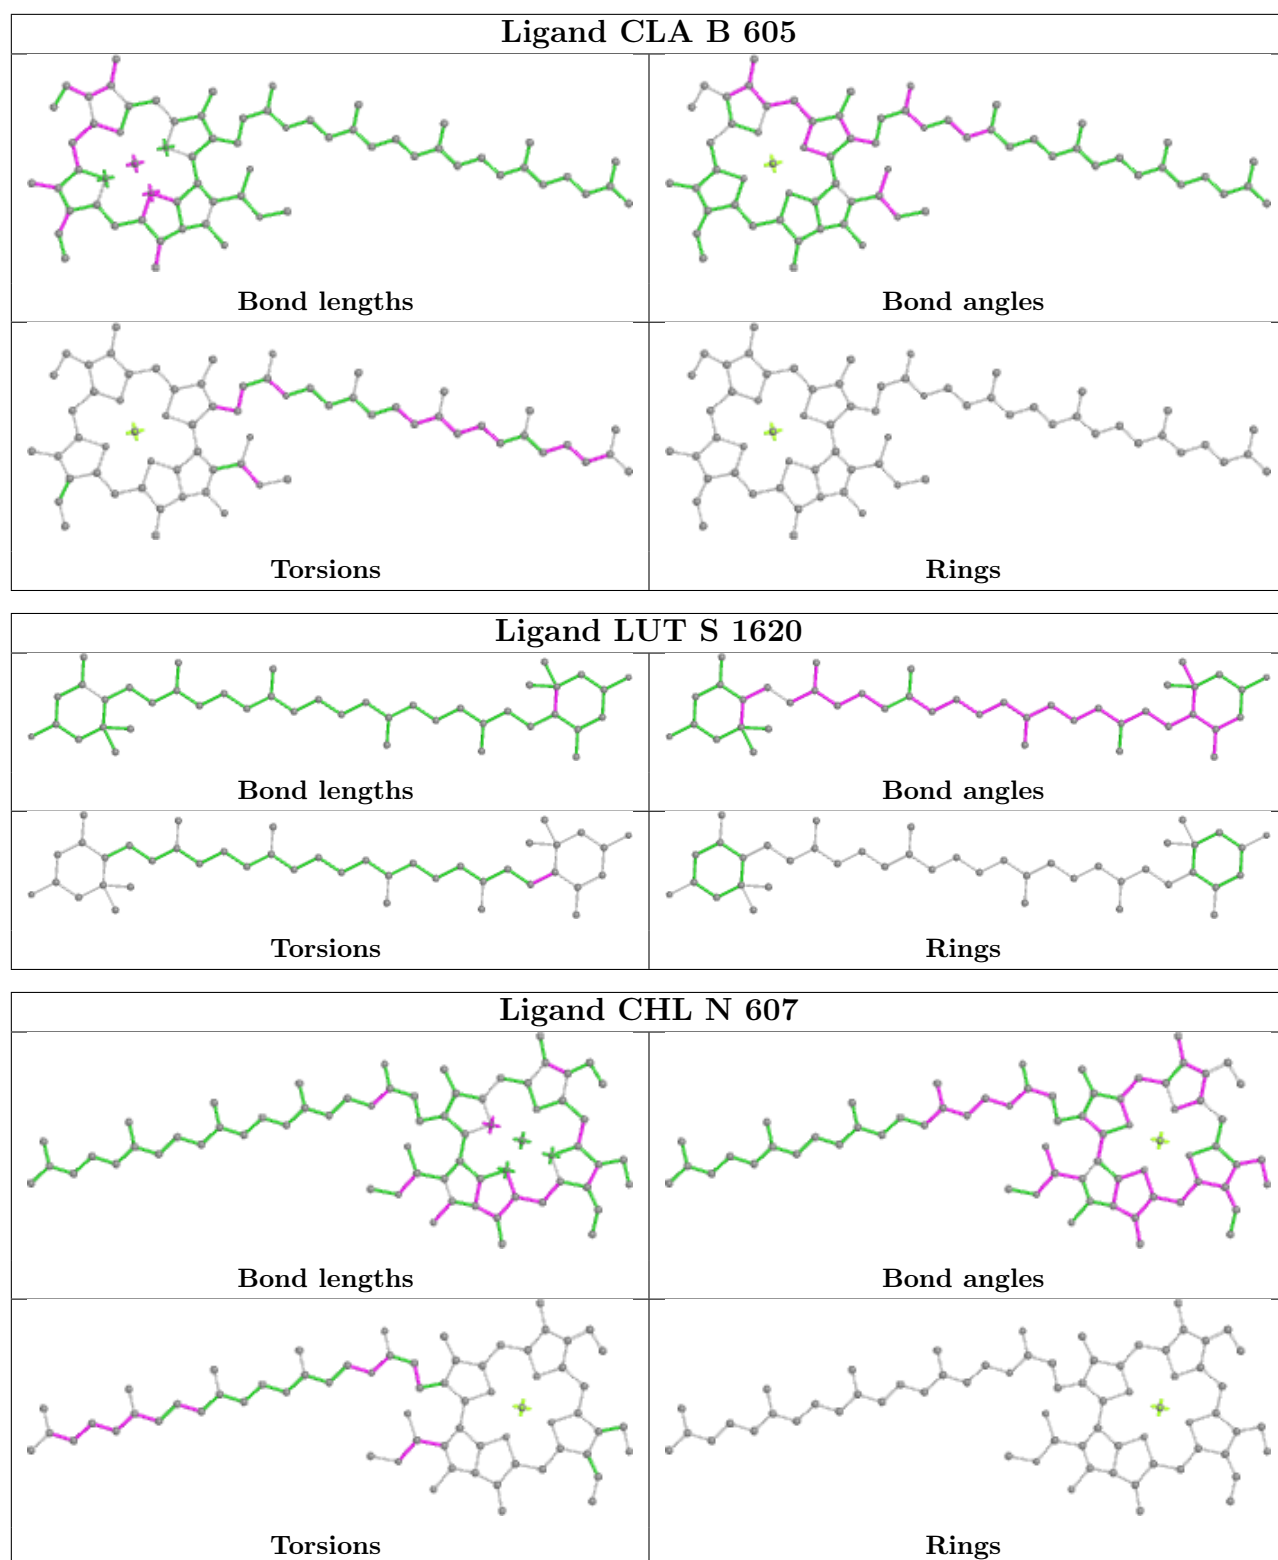 Ligand CLA B 605
Bond lengths
Bond angles
Torsions
Rings
Ligand LUT S 1620
Bond lengths
Bond angles
Torsions
Rings
Ligand CHL N 607
Bond lengths
Bond angles
Torsions
Rings